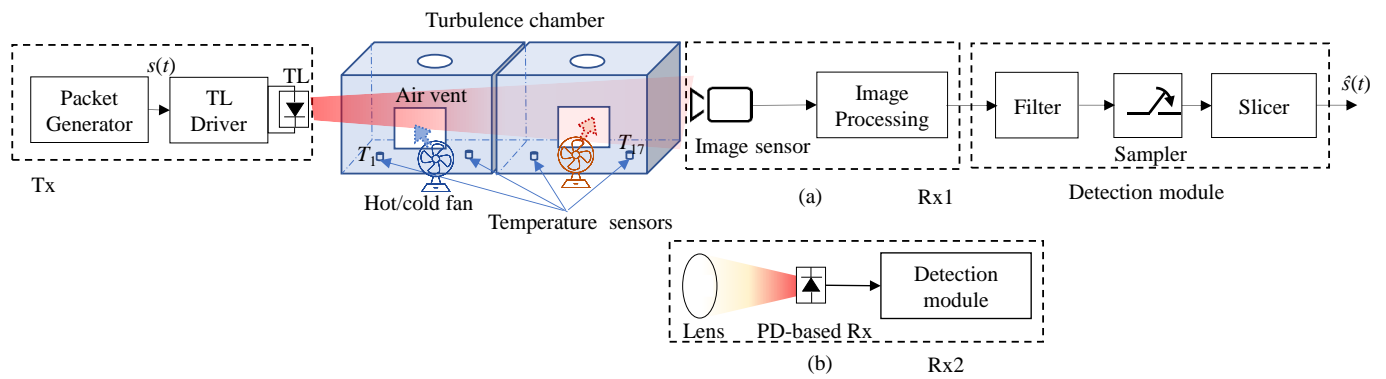 Turbulence chamber
s(t)
TL
Packet
Generator
TL
Driver
Air vent
T1
T17
Hot/cold fan
Temperature sensors
Tx
Image sensor
Image
Processing
(a)
Rx1
Filter
Sampler
Slicer
ŝ(t)
Detection module
Lens
PD-based Rx
Detection
module
(b)
Rx2